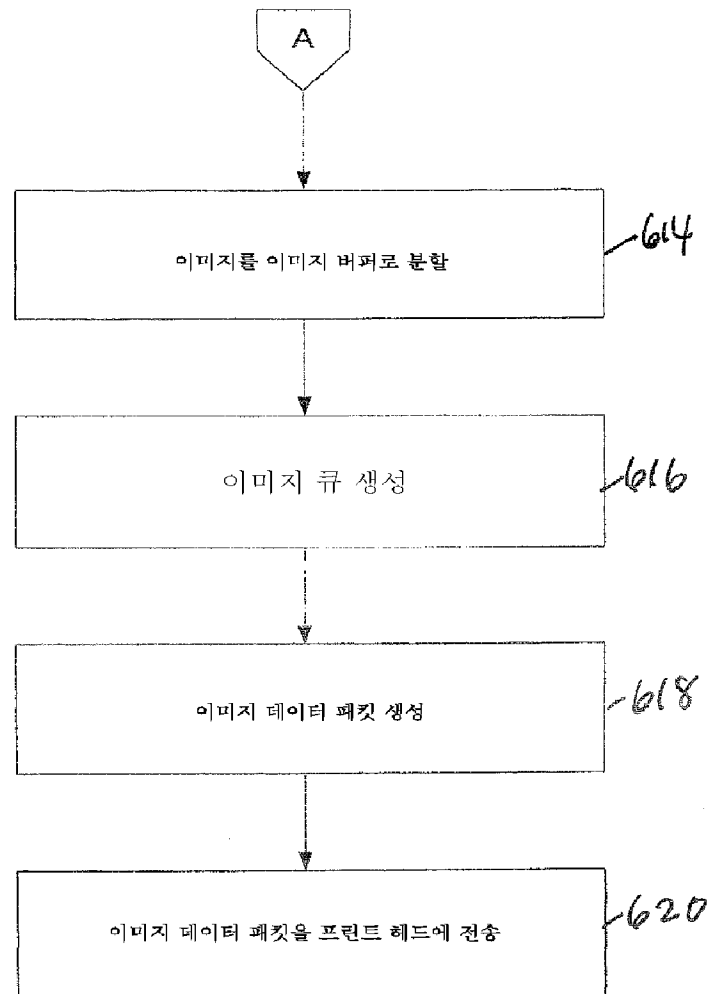 A
이미지를 이미지 버퍼로 분할
614
이미지 큐 생성
616
이미지 데이터 패킷 생성
618
이미지 데이터 패킷을 프린트 헤드에 전송
620